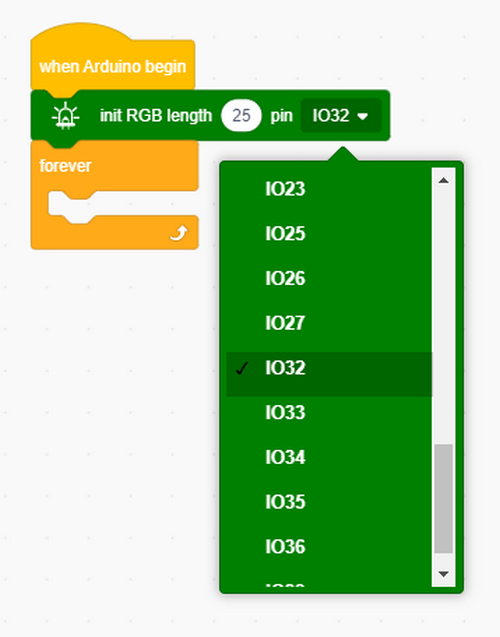 when Arduino begin
init RGB length 25 pin IO32
forever
IO23
IO25
IO26
IO27
IO32
IO33
IO34
IO35
IO36